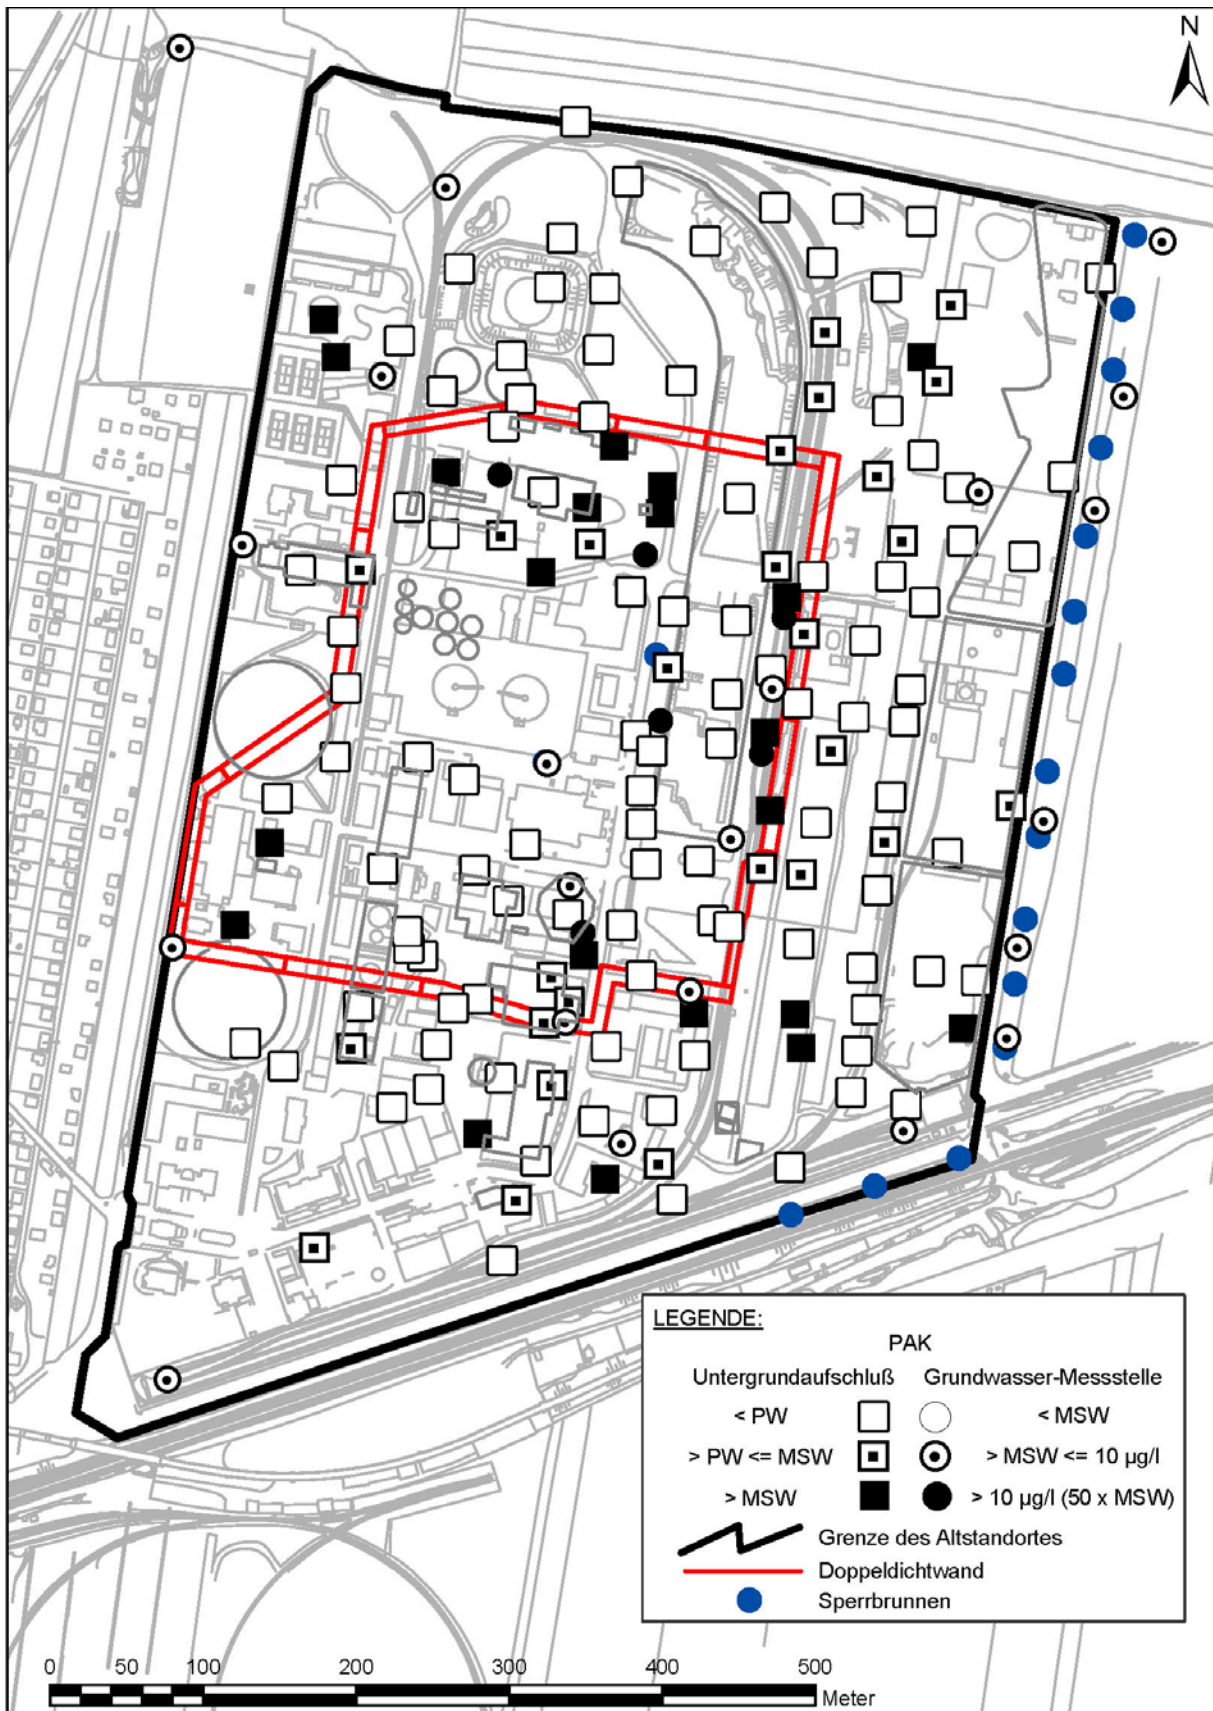 N
LEGENDE:
PAK
Untergrundaufschluß Grundwasser-Messstelle
< PW < MSW
> PW <= MSW > MSW <= 10 µg/l
> MSW > 10 µg/l (50 x MSW)
Grenze des Altstandortes
Doppeldichtwand
Sperrbrunnen
0 50 100 200 300 400 500
Meter